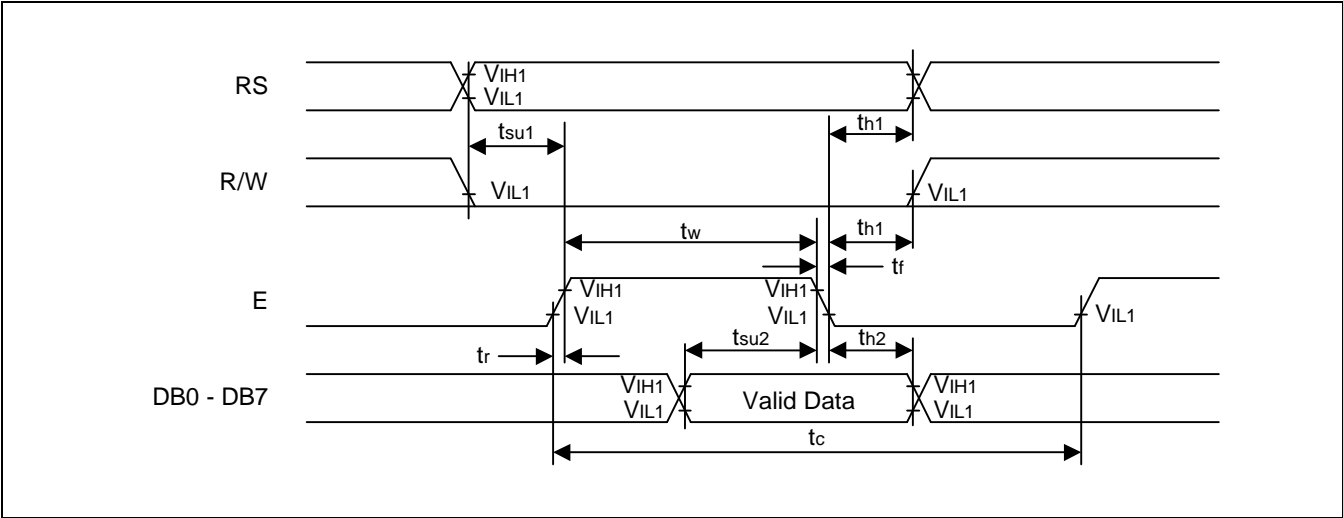 RS
VIH1
VIL1
tsu1
th1
R/W
VIL1
VIL1
tw
th1
tf
E
VIH1
VIL1
VIH1
VIL1
VIL1
tr
tsu2
th2
DB0 - DB7
VIH1
VIL1
Valid Data
VIH1
VIL1
tc